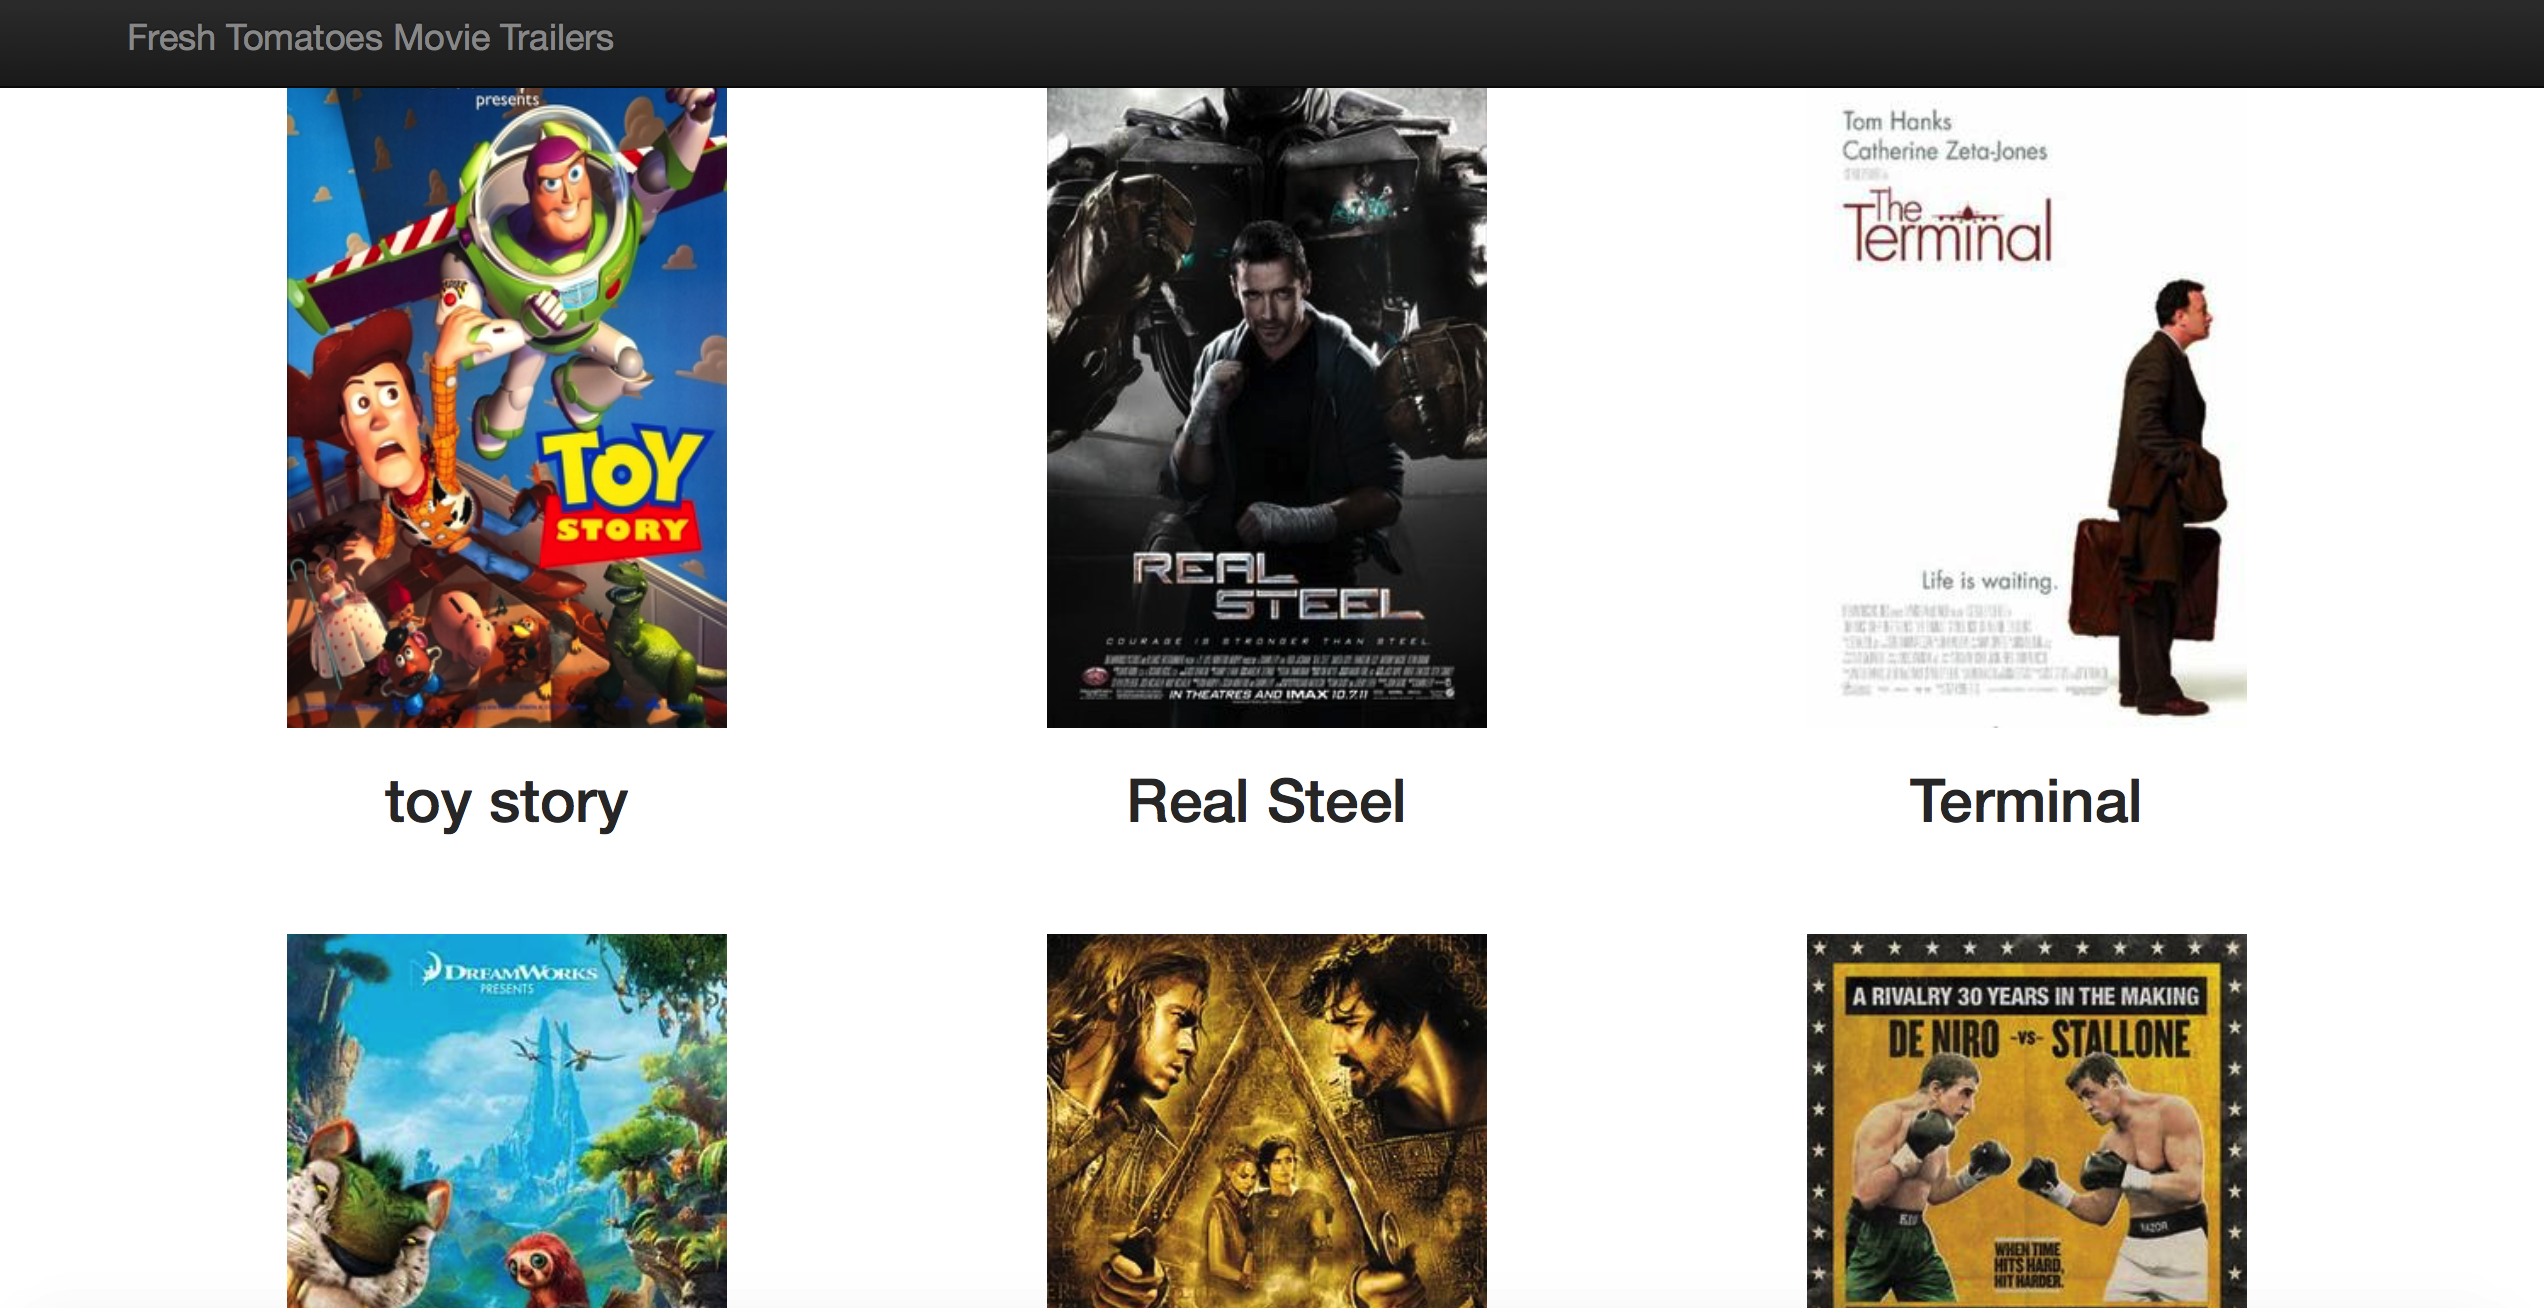 Fresh Tomatoes Movie Trailers
presents
TOY
STORY
REAL
STEEL
COURAGE IS STRONGER THAN STEEL
IN THEATRES AND IMAX 10.7.11
Tom Hanks
Catherine Zeta-Jones
The
Terminal
Life is waiting.
toy story
Real Steel
Terminal
DREAMWORKS
PRESENTS
A RIVALRY 30 YEARS IN THE MAKING
DE NIRO -VS- STALLONE
KID
RAZOR
WHEN TIME
HITS HARD,
HIT HARDER.